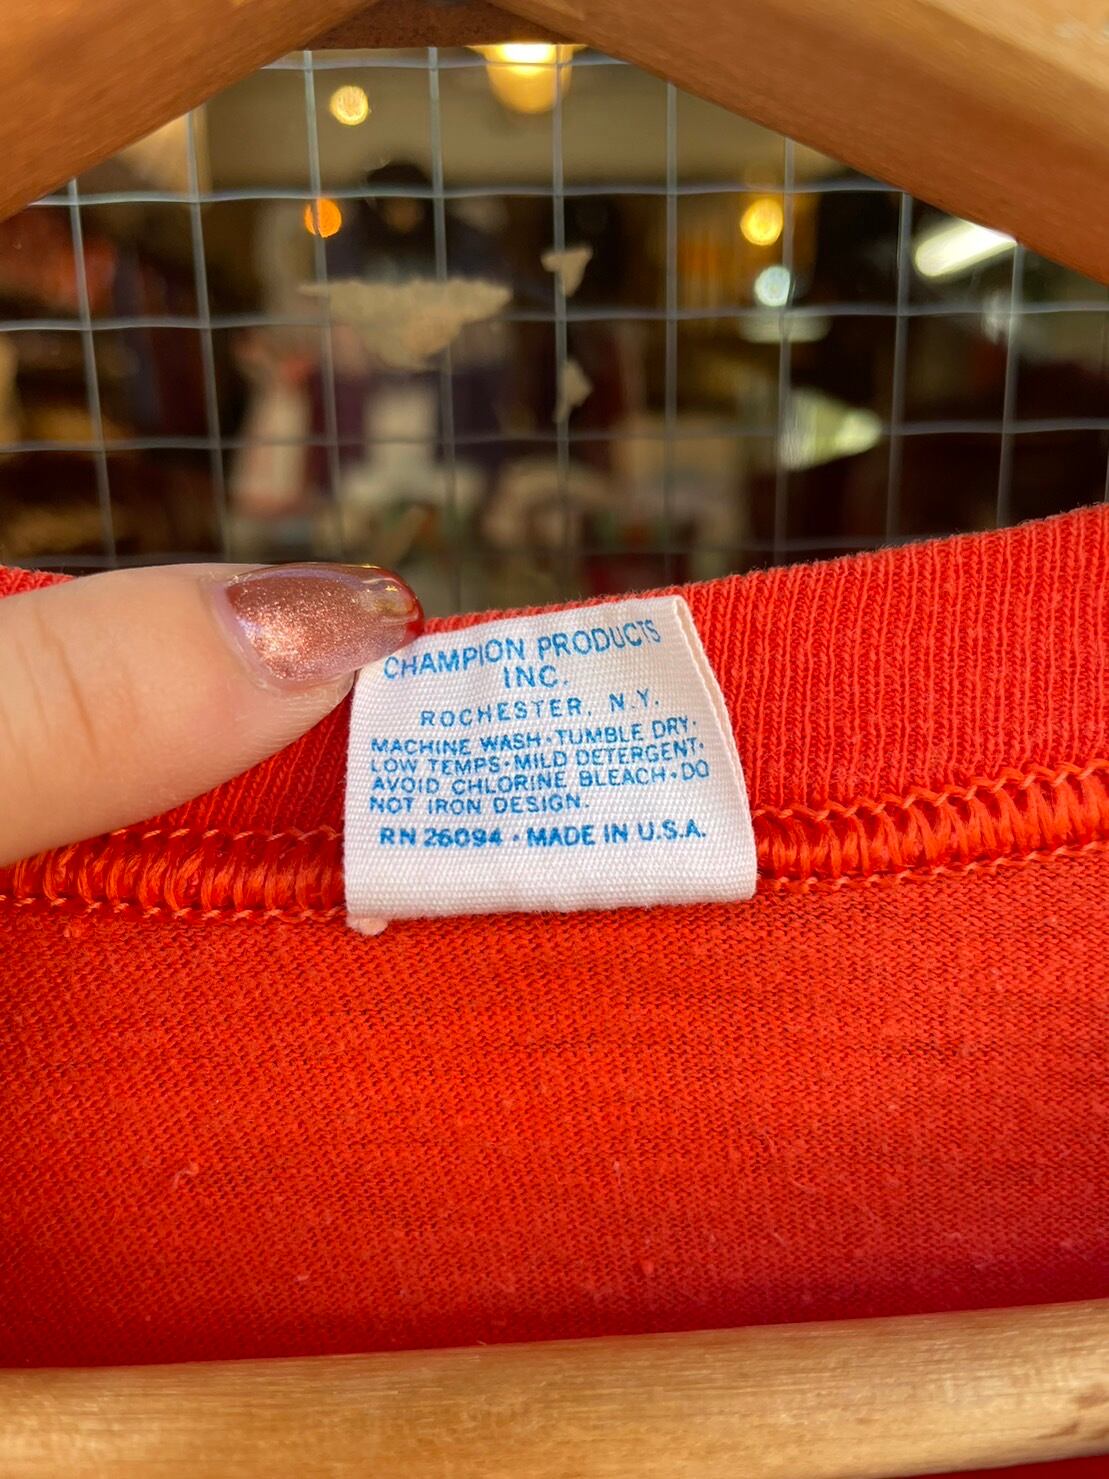 CHAMPION PRODUCTS
INC.
ROCHESTER, N.Y.
MACHINE WASH•TUMBLE DRY•
LOW TEMPS•MILD DETERGENT•
AVOID CHLORINE BLEACH•DO
NOT IRON DESIGN.
RN 26094 • MADE IN U.S.A.